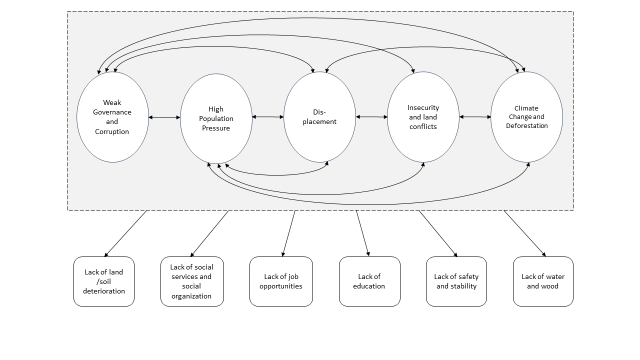 Weak
Governance
and
Corruption
High
Population
Pressure
Dis-
placement
Insecurity
and land
conflicts
Climate
Change and
Deforestation
Lack of land
/soil
deterioration
Lack of social
services and
social
organization
Lack of job
opportunities
Lack of
education
Lack of safety
and stability
Lack of water
and wood